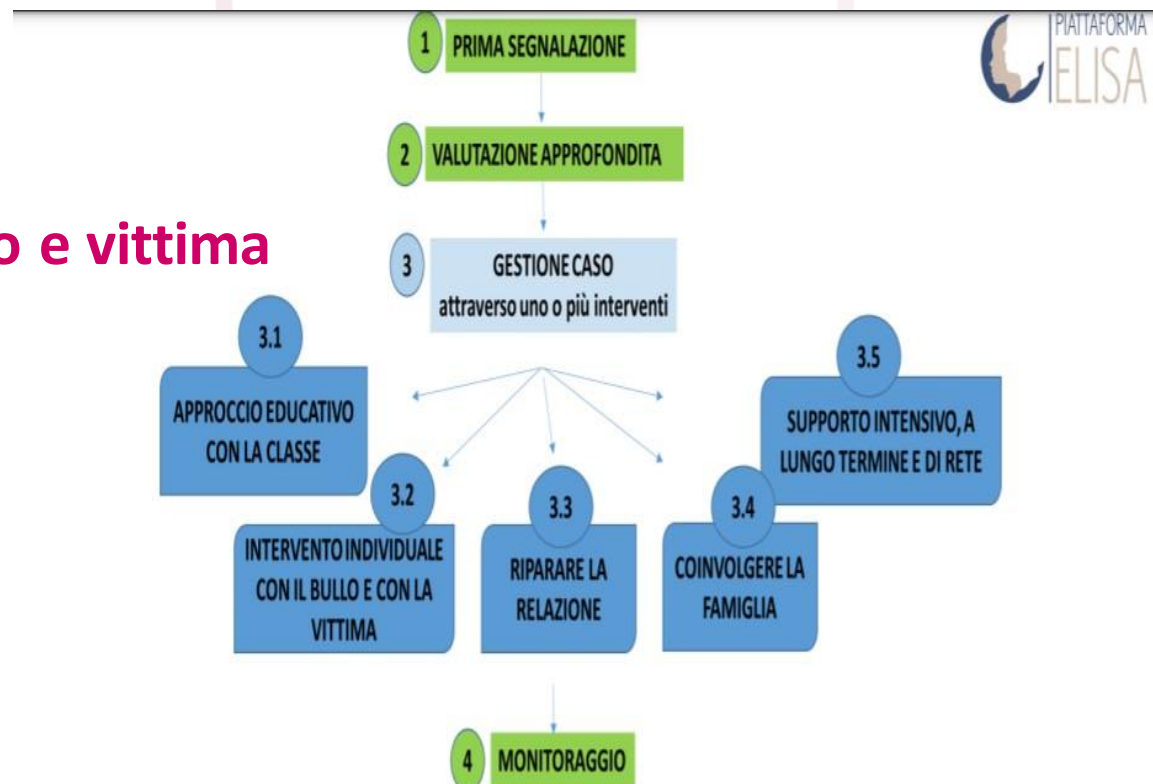 PIATTAFORMA
ELISA
1 PRIMA SEGNALAZIONE
2 VALUTAZIONE APPROFONDITA
o e vittima
3 GESTIONE CASO
attraverso uno o più interventi
3.1
APPROCCIO EDUCATIVO
CON LA CLASSE
3.2
INTERVENTO INDIVIDUALE
CON IL BULLO E CON LA
VITTIMA
3.3
RIPARARE LA
RELAZIONE
3.4
COINVOLGERE LA
FAMIGLIA
3.5
SUPPORTO INTENSIVO, A
LUNGO TERMINE E DI RETE
4 MONITORAGGIO